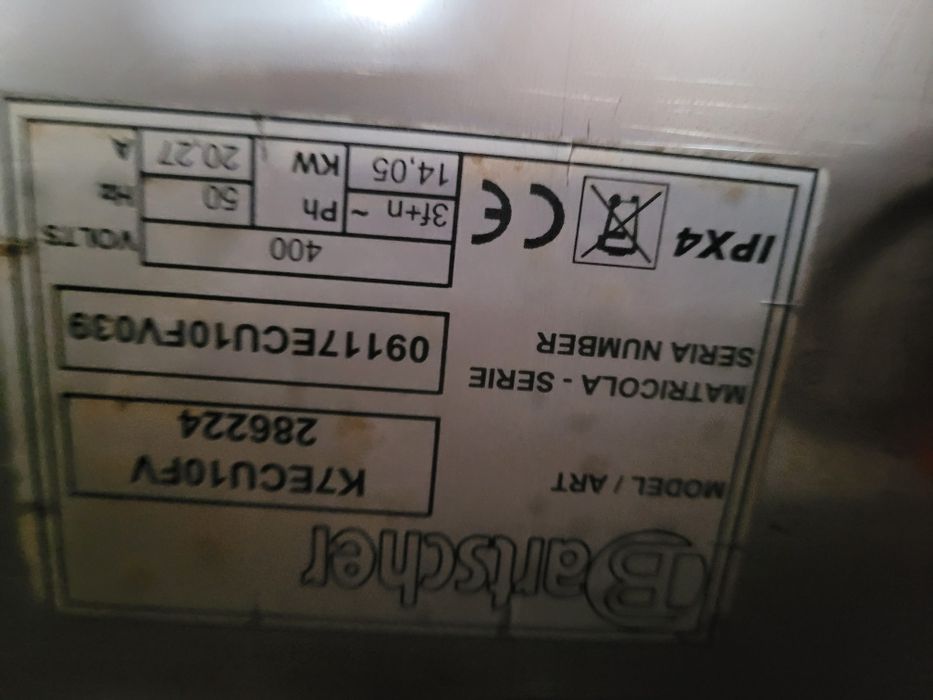 Bartscher
MODEL / ART
K7ECU10FV
286224
MATRICOLA - SERIE
SERIA NUMBER
09117ECU10FV039
IPX4
CE
400 VOLTS
3f+n ~ Ph 50 Hz
14,05 KW 20,27 A